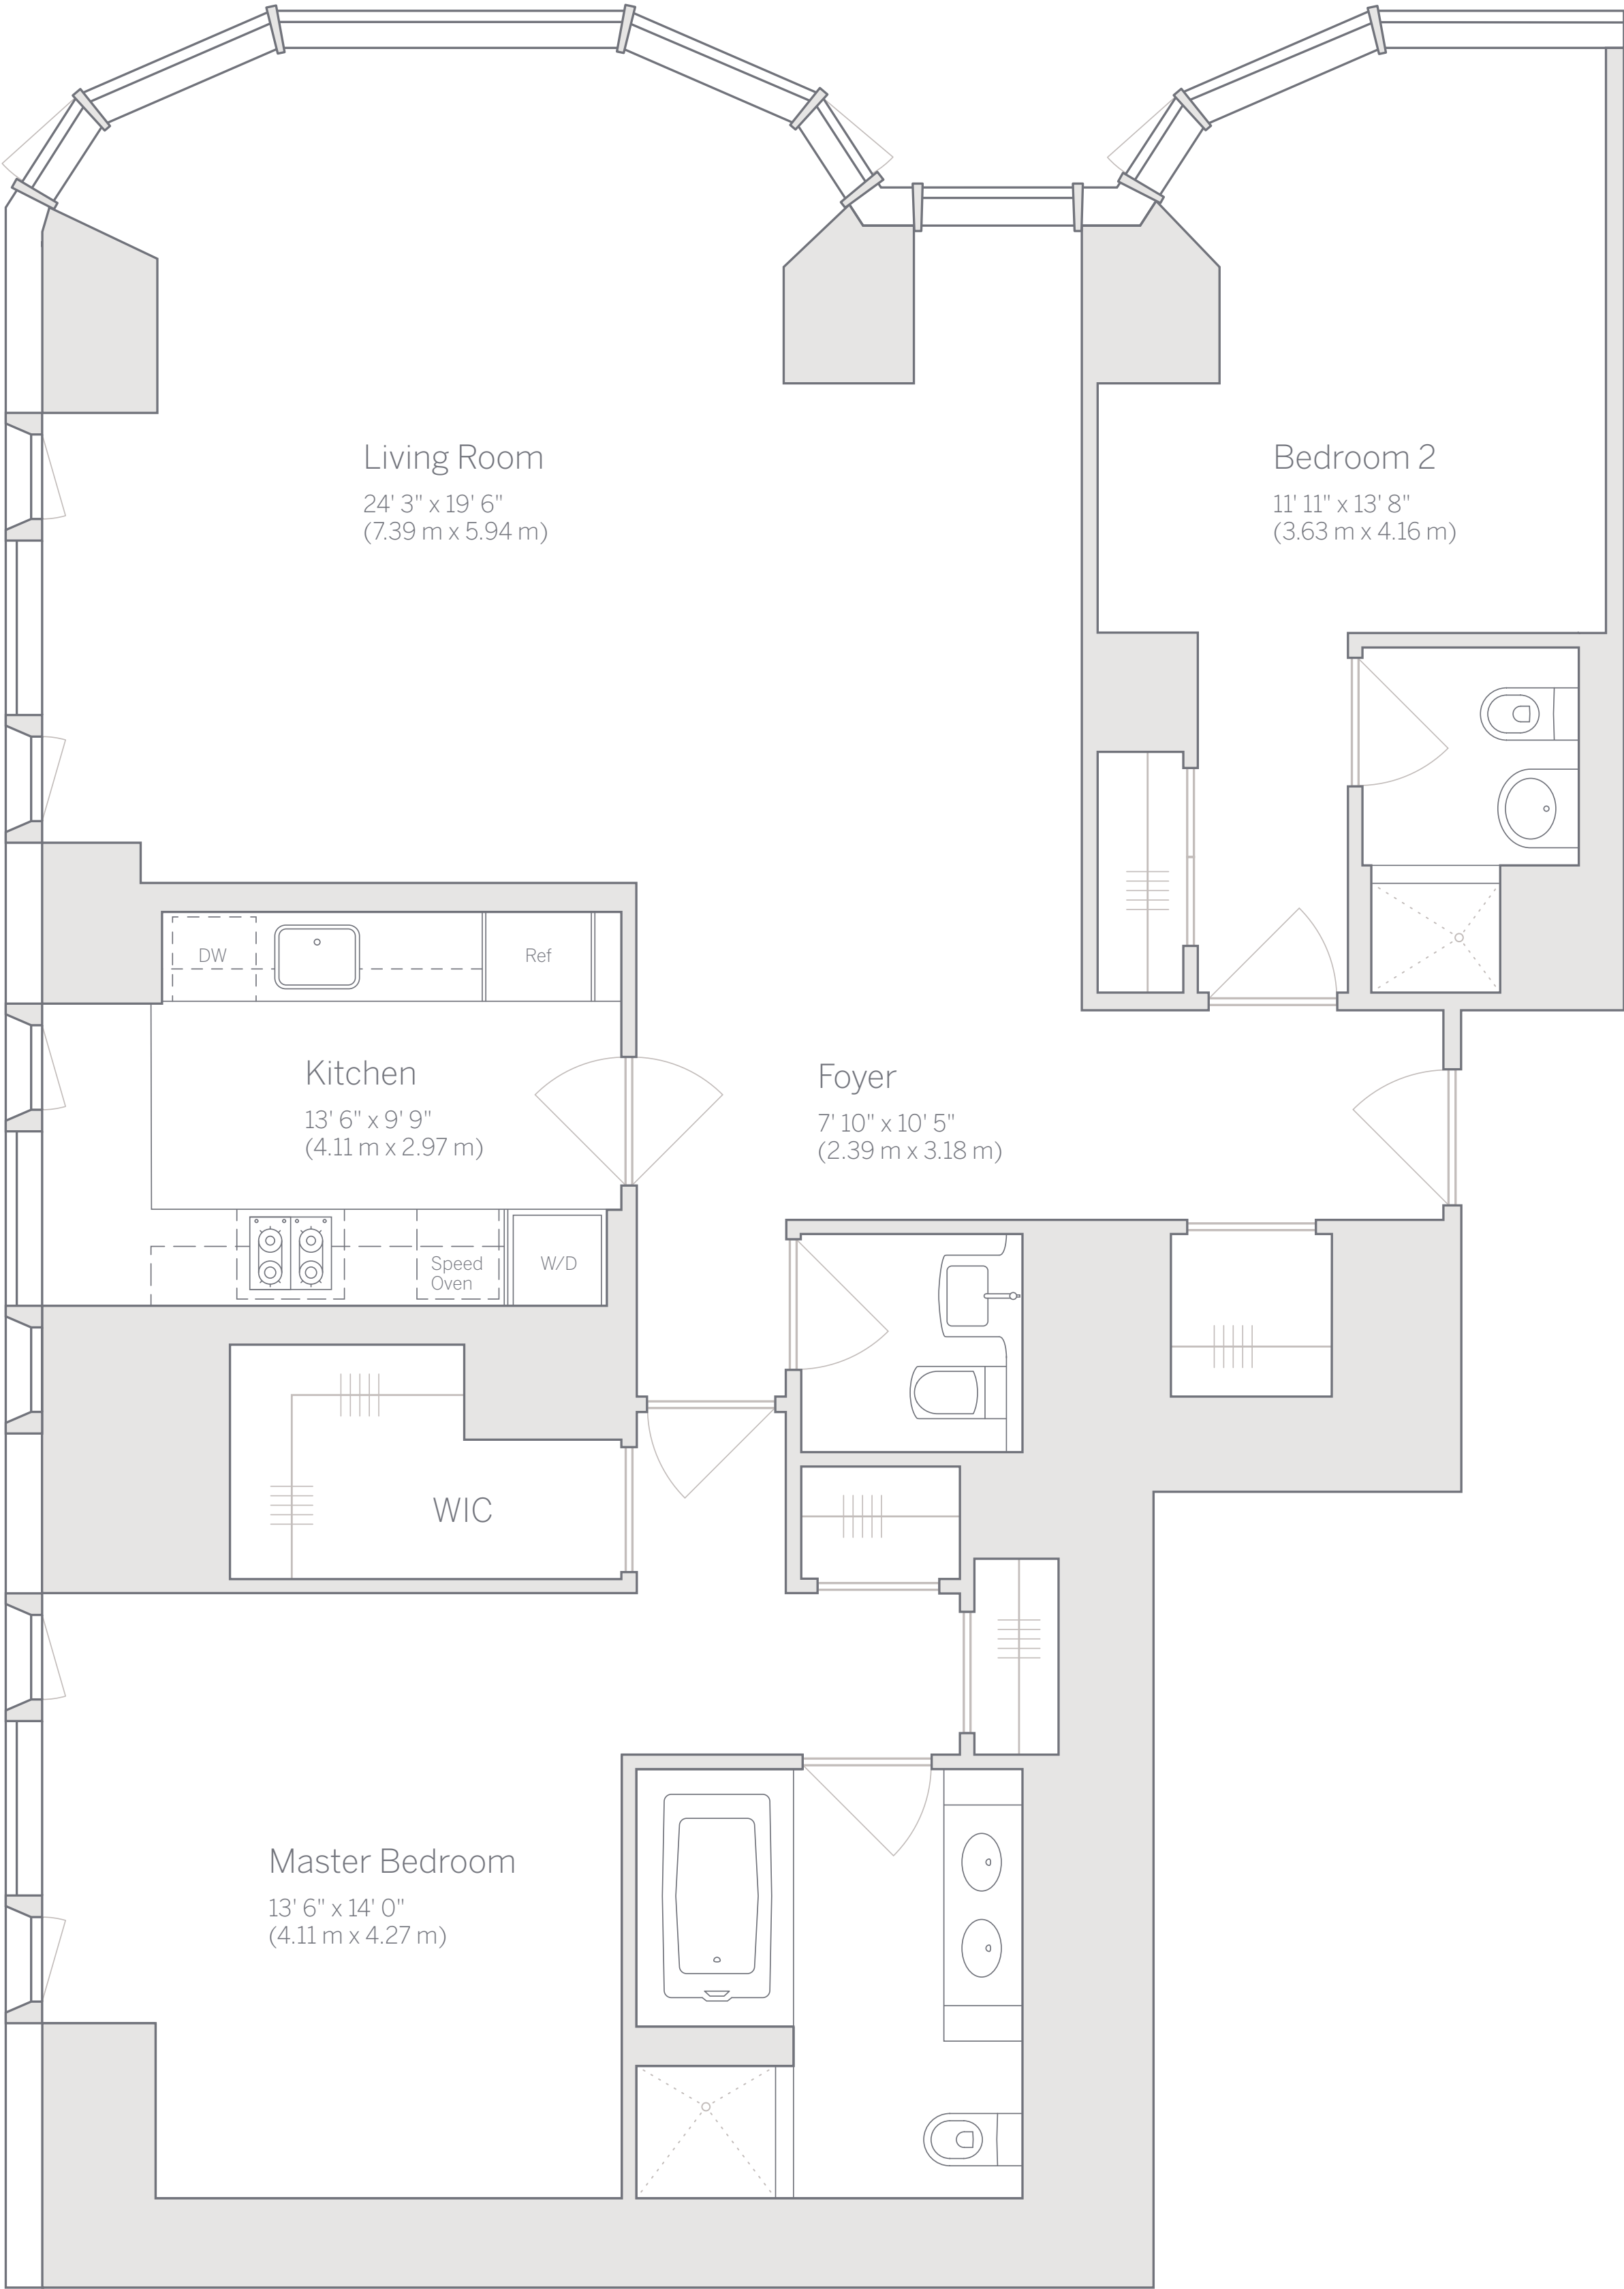 Living Room
24' 3" x 19' 6"
(7.39 m x 5.94 m)
Bedroom 2
11' 11" x 13' 8"
(3.63 m x 4.16 m)
DW
Ref
Kitchen
13' 6" x 9' 9"
(4.11 m x 2.97 m)
Foyer
7' 10" x 10' 5"
(2.39 m x 3.18 m)
Speed
Oven
W/D
WIC
Master Bedroom
13' 6" x 14' 0"
(4.11 m x 4.27 m)